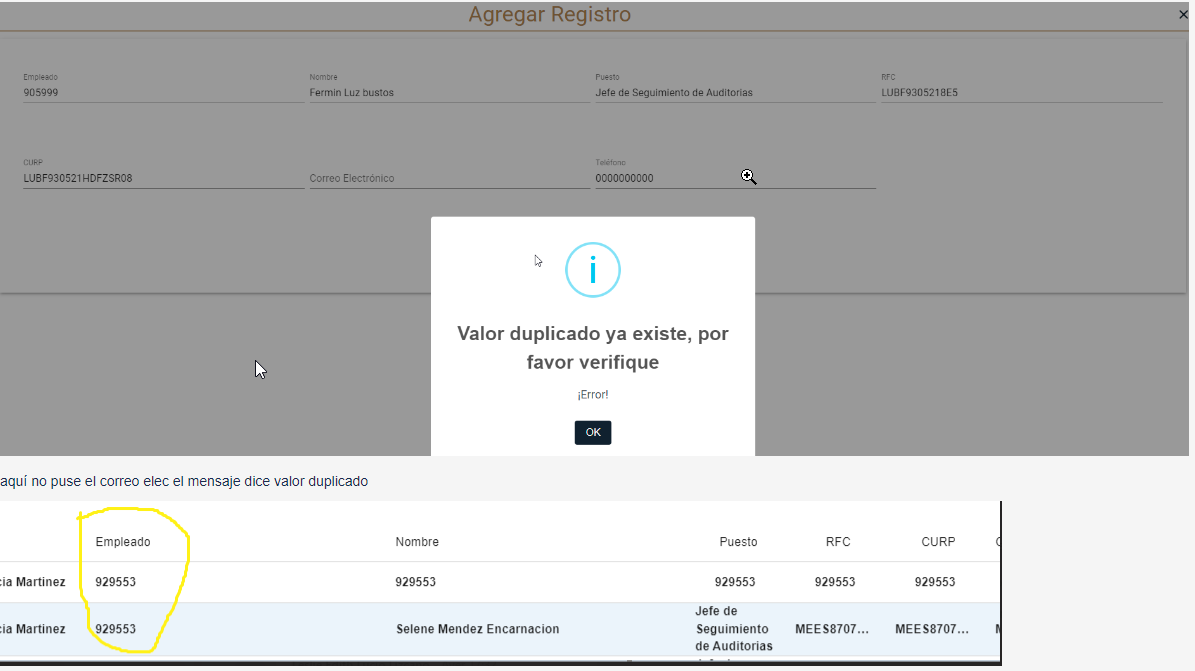 Agregar Registro
×
Empleado Nombre Puesto RFC
905999 Fermin Luz bustos Jefe de Seguimiento de Auditorias LUBF9305218E5
CURP Teléfono
LUBF930521HDFZSR08 Correo Electrónico 0000000000
i
Valor duplicado ya existe, por
favor verifique
¡Error!
OK
aquí no puse el correo elec el mensaje dice valor duplicado
Empleado Nombre Puesto RFC CURP
cia Martinez 929553 929553 929553 929553 929553
Jefe de
cia Martinez 929553 Selene Mendez Encarnacion Seguimiento MEES8707... MEES8707...
de Auditorias